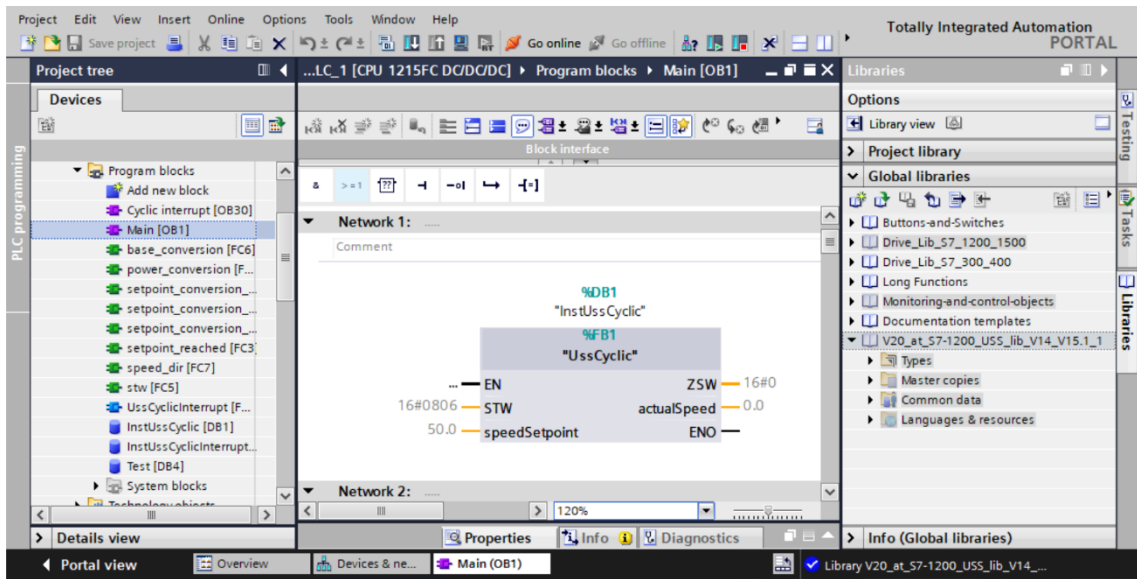 Project Edit View Insert Online Options Tools Window Help
Totally Integrated Automation
PORTAL
Save project Go online Go offline
Project tree
...LC_1 [CPU 1215FC DC/DC/DC] Program blocks Main [OB1]
Libraries
Devices
Options
Library view
Block interface
Project library
Global libraries
PLC programming
Program blocks
Add new block
Cyclic interrupt [OB30]
Main [OB1]
base_conversion [FC6]
power_conversion [F...
setpoint_conversion_...
setpoint_conversion_...
setpoint_conversion_...
setpoint_reached [FC3]
speed_dir [FC7]
stw [FC5]
UssCyclicInterrupt [F...
InstUssCyclic [DB1]
InstUssCyclicInterrupt...
Test [DB4]
System blocks
Technology objects
Details view
& >=1 ??
Network 1: .....
Comment
%DB1
"InstUssCyclic"
%FB1
"UssCyclic"
... EN ZSW 16#0
16#0806 STW actualSpeed 0.0
50.0 speedSetpoint ENO
Network 2: .....
120%
Properties Info Diagnostics
Buttons-and-Switches
Drive_Lib_S7_1200_1500
Drive_Lib_S7_300_400
Long Functions
Monitoring-and-control-objects
Documentation templates
V20_at_S7-1200_USS_lib_V14_V15.1_1
Types
Master copies
Common data
Languages & resources
Info (Global libraries)
Testing
Tasks
Libraries
Portal view Overview Devices & ne... Main (OB1) Library V20_at_S7-1200_USS_lib_V14_...